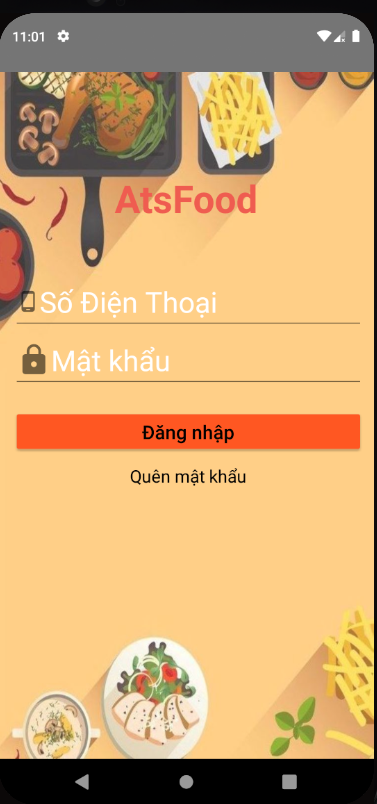 11:01
AtsFood
Số Điện Thoại
Mật khẩu
Đăng nhập
Quên mật khẩu